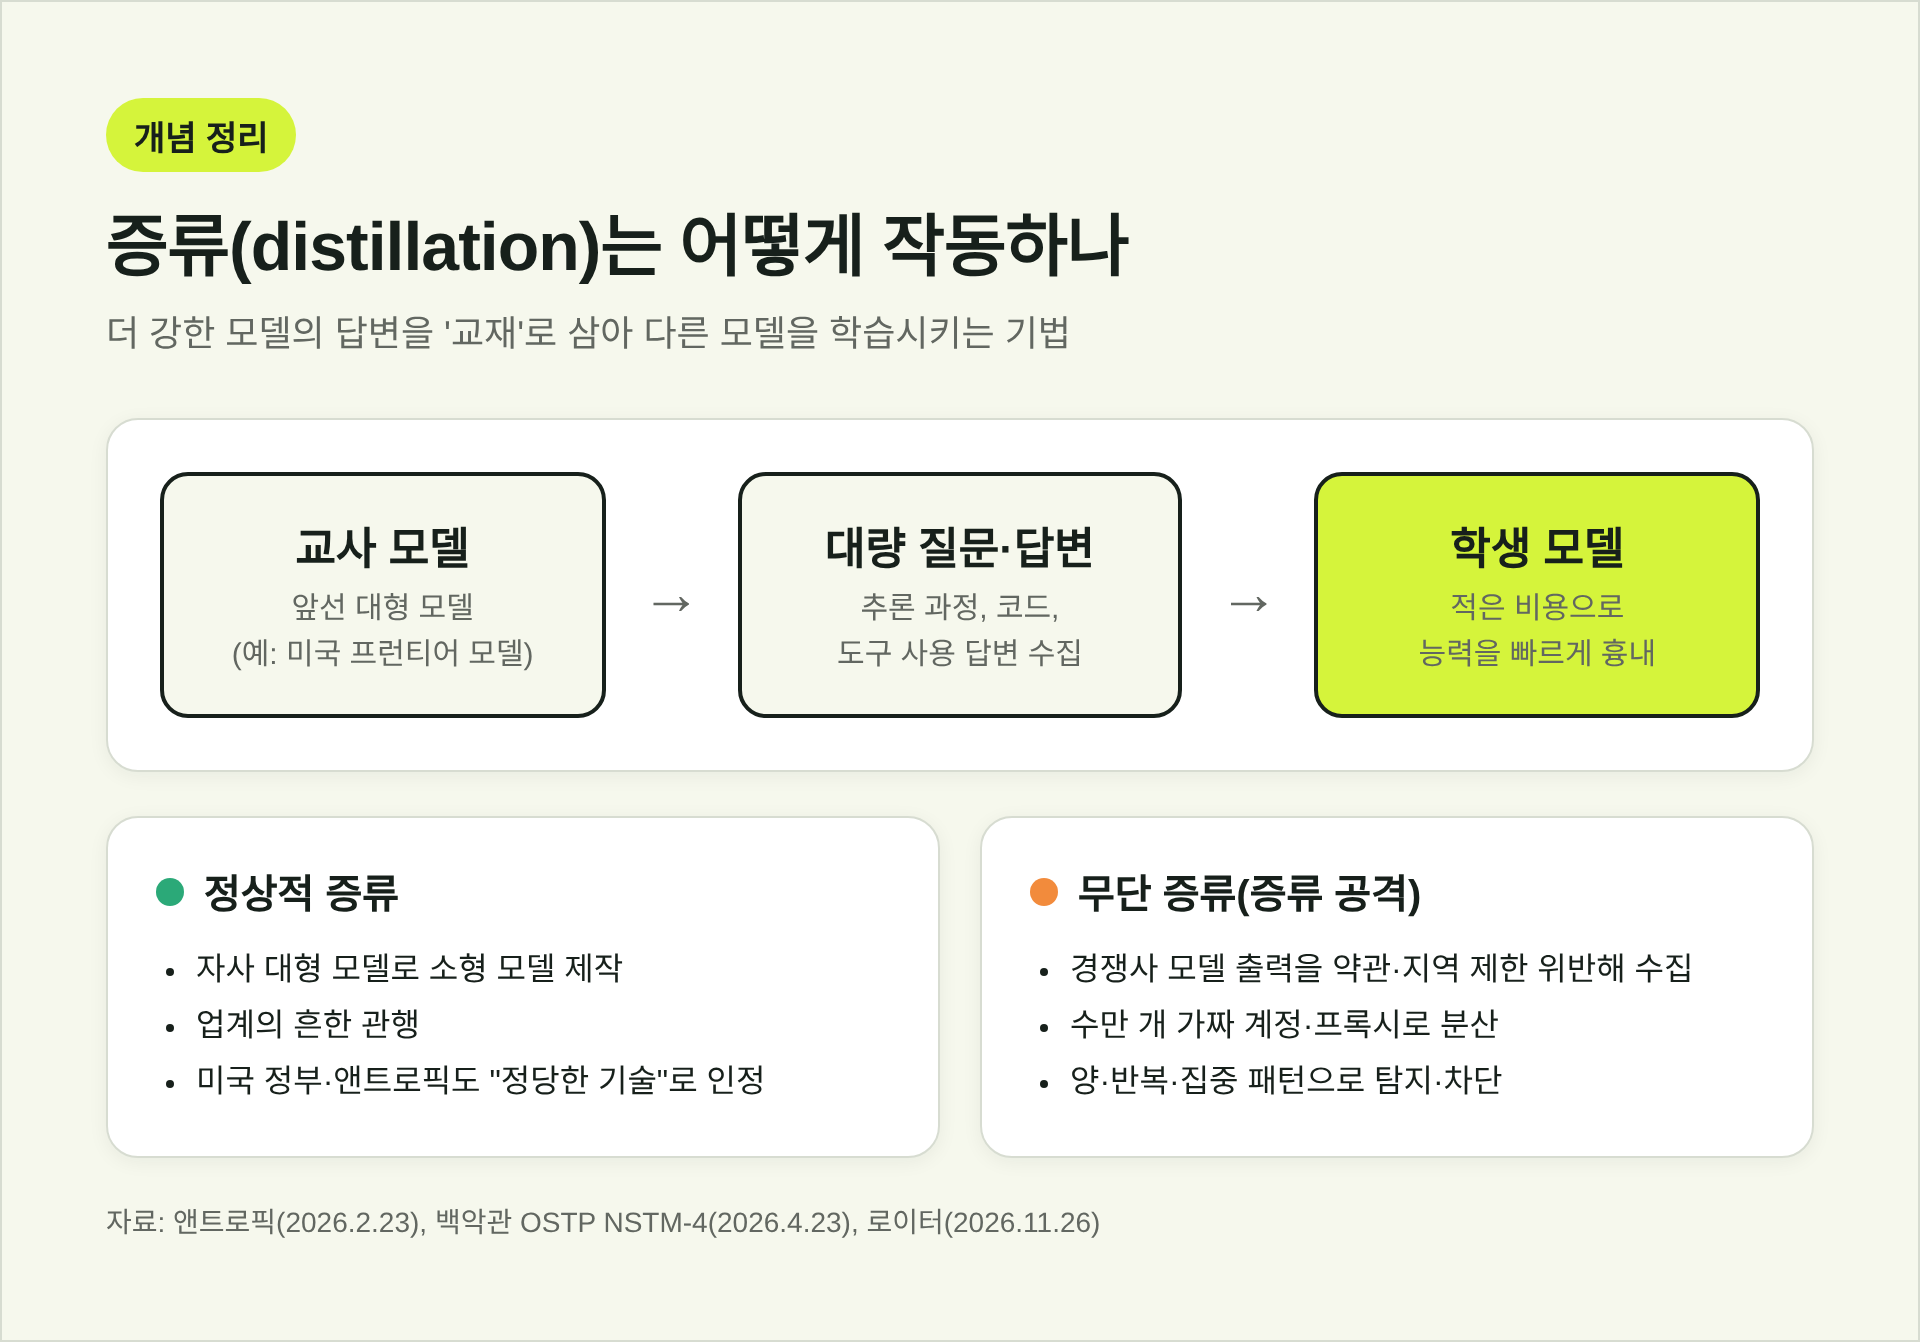 개념 정리
증류(distillation)는 어떻게 작동하나
더 강한 모델의 답변을 '교재'로 삼아 다른 모델을 학습시키는 기법
교사 모델
앞선 대형 모델
(예: 미국 프런티어 모델)
→
대량 질문·답변
추론 과정, 코드,
도구 사용 답변 수집
→
학생 모델
적은 비용으로
능력을 빠르게 흉내
정상적 증류
• 자사 대형 모델로 소형 모델 제작
• 업계의 흔한 관행
• 미국 정부·앤트로픽도 "정당한 기술"로 인정
무단 증류(증류 공격)
• 경쟁사 모델 출력을 약관·지역 제한 위반해 수집
• 수만 개 가짜 계정·프록시로 분산
• 양·반복·집중 패턴으로 탐지·차단
자료: 앤트로픽(2026.2.23), 백악관 OSTP NSTM-4(2026.4.23), 로이터(2026.11.26)